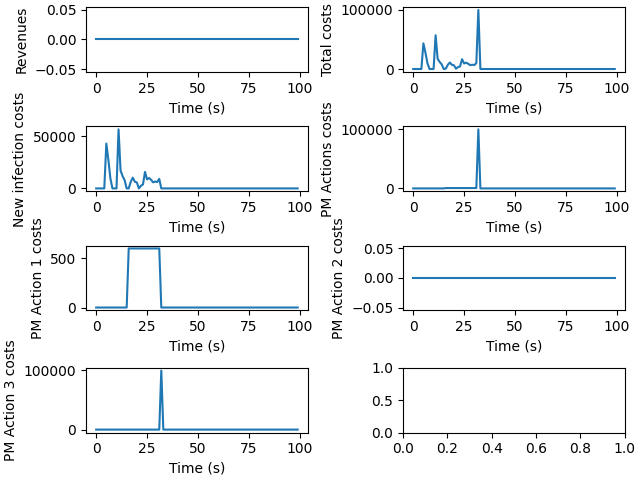 Revenues
0.05
0.00
−0.05
0 25 50 75 100
Time (s)
Total costs
100000
0
0 25 50 75 100
Time (s)
New infection costs
50000
0
0 25 50 75 100
Time (s)
PM Actions costs
100000
0
0 25 50 75 100
Time (s)
PM Action 1 costs
500
0
0 25 50 75 100
Time (s)
PM Action 2 costs
0.05
0.00
−0.05
0 25 50 75 100
Time (s)
PM Action 3 costs
100000
0
0 25 50 75 100
Time (s)
1.0
0.5
0.0
0.0 0.2 0.4 0.6 0.8 1.0